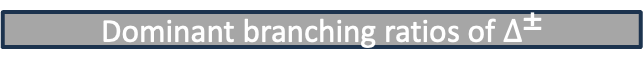 Dominant branching ratios of Δ±